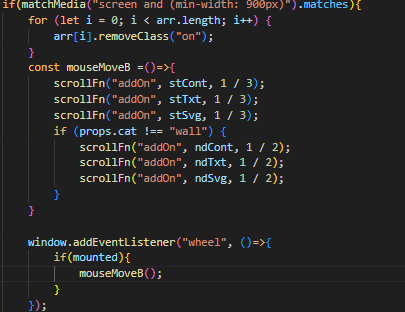 if(matchMedia("screen and (min-width: 900px)").matches){
for (let i = 0; i < arr.length; i++) {
arr[i].removeClass("on");
}
const mouseMoveB =()=>{
scrollFn("addOn", stCont, 1 / 3);
scrollFn("addOn", stTxt, 1 / 3);
scrollFn("addOn", stSvg, 1 / 3);
if (props.cat !== "wall") {
scrollFn("addOn", ndCont, 1 / 2);
scrollFn("addOn", ndTxt, 1 / 2);
scrollFn("addOn", ndSvg, 1 / 2);
}
}
window.addEventListener("wheel", ()=>{
if(mounted){
mouseMoveB();
}
});